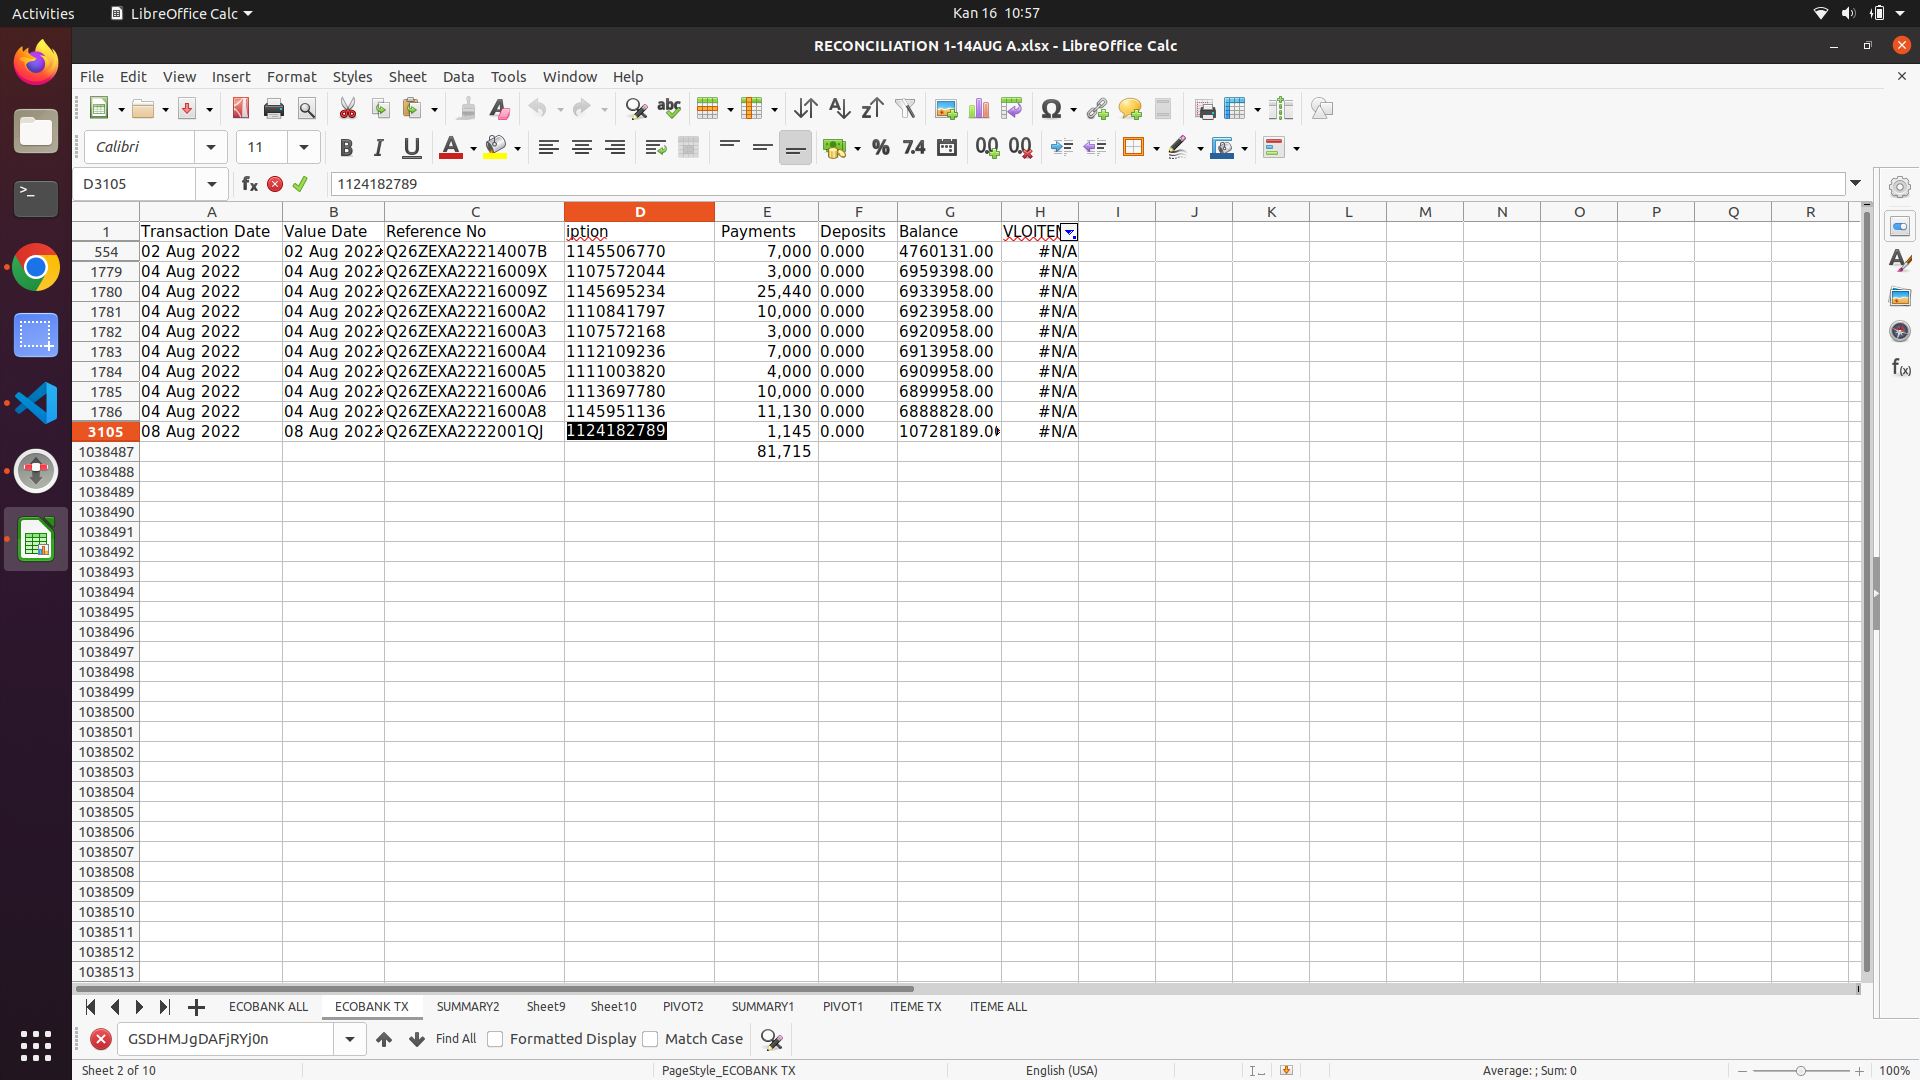 Activities LibreOffice Calc Kan 16 10:57
RECONCILIATION 1-14AUG A.xlsx - LibreOffice Calc
File Edit View Insert Format Styles Sheet Data Tools Window Help
Calibri 11
D3105 1124182789
A B C D E F G H I J K L M N O P Q R
1 Transaction Date Value Date Reference No iption Payments Deposits Balance VLOITEM
554 02 Aug 2022 02 Aug 2022 Q26ZEXA22214007B 1145506770 7,000 0.000 4760131.00 #N/A
1779 04 Aug 2022 04 Aug 2022 Q26ZEXA22216009X 1107572044 3,000 0.000 6959398.00 #N/A
1780 04 Aug 2022 04 Aug 2022 Q26ZEXA22216009Z 1145695234 25,440 0.000 6933958.00 #N/A
1781 04 Aug 2022 04 Aug 2022 Q26ZEXA2221600A2 1110841797 10,000 0.000 6923958.00 #N/A
1782 04 Aug 2022 04 Aug 2022 Q26ZEXA2221600A3 1107572168 3,000 0.000 6920958.00 #N/A
1783 04 Aug 2022 04 Aug 2022 Q26ZEXA2221600A4 1112109236 7,000 0.000 6913958.00 #N/A
1784 04 Aug 2022 04 Aug 2022 Q26ZEXA2221600A5 1111003820 4,000 0.000 6909958.00 #N/A
1785 04 Aug 2022 04 Aug 2022 Q26ZEXA2221600A6 1113697780 10,000 0.000 6899958.00 #N/A
1786 04 Aug 2022 04 Aug 2022 Q26ZEXA2221600A8 1145951136 11,130 0.000 6888828.00 #N/A
3105 08 Aug 2022 08 Aug 2022 Q26ZEXA2222001QJ 1124182789 1,145 0.000 10728189.0 #N/A
1038487 81,715
1038488
1038489
1038490
1038491
1038492
1038493
1038494
1038495
1038496
1038497
1038498
1038499
1038500
1038501
1038502
1038503
1038504
1038505
1038506
1038507
1038508
1038509
1038510
1038511
1038512
1038513
ECOBANK ALL ECOBANK TX SUMMARY2 Sheet9 Sheet10 PIVOT2 SUMMARY1 PIVOT1 ITEME TX ITEME ALL
GSDHMJgDAFjRYj0n Find All Formatted Display Match Case
Sheet 2 of 10 PageStyle_ECOBANK TX English (USA) Average: ; Sum: 0 100%